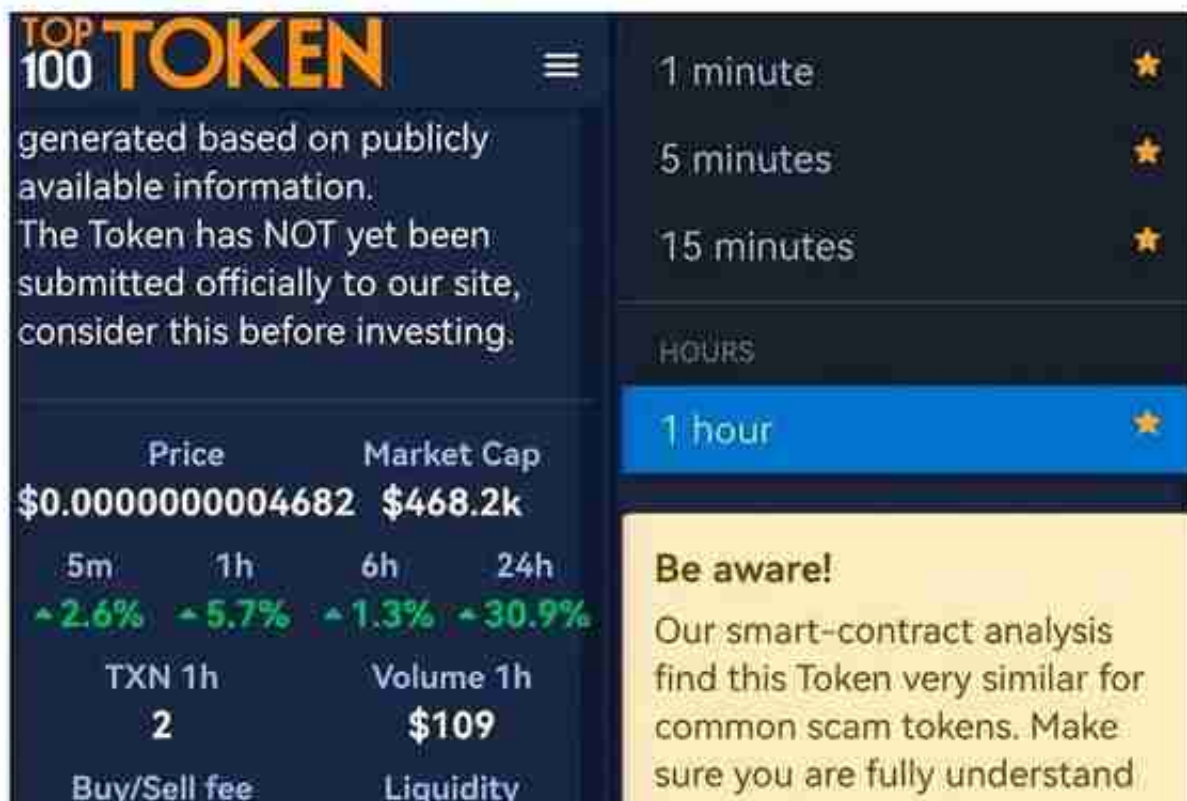 TOP
100 TOKEN
generated based on publicly
available information.
The Token has NOT yet been
submitted officially to our site,
consider this before investing.
Price Market Cap
$0.0000000004682 $468.2k
5m 1h 6h 24h
2.6% 5.7% 1.3% 30.9%
TXN 1h Volume 1h
2 $109
Buy/Sell fee Liquidity
1 minute
5 minutes
15 minutes
HOURS
1 hour
Be aware!
Our smart-contract analysis
find this Token very similar for
common scam tokens. Make
sure you are fully understand